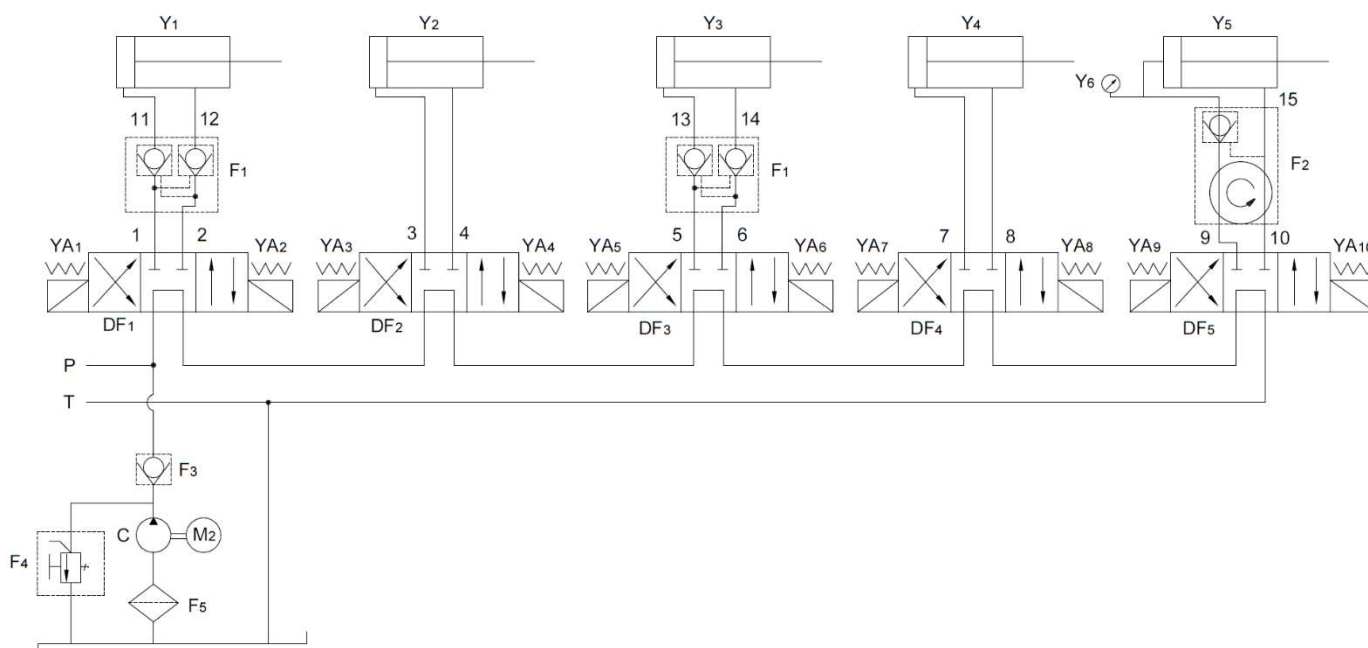 Y1 Y2 Y3 Y4 Y5
Y6
11 12 13 14 15
F1 F1 F2
1 2 3 4 5 6 7 8 9 10
YA1 YA2 YA3 YA4 YA5 YA6 YA7 YA8 YA9 YA10
DF1 DF2 DF3 DF4 DF5
P
T
F3
C M2
F4
F5